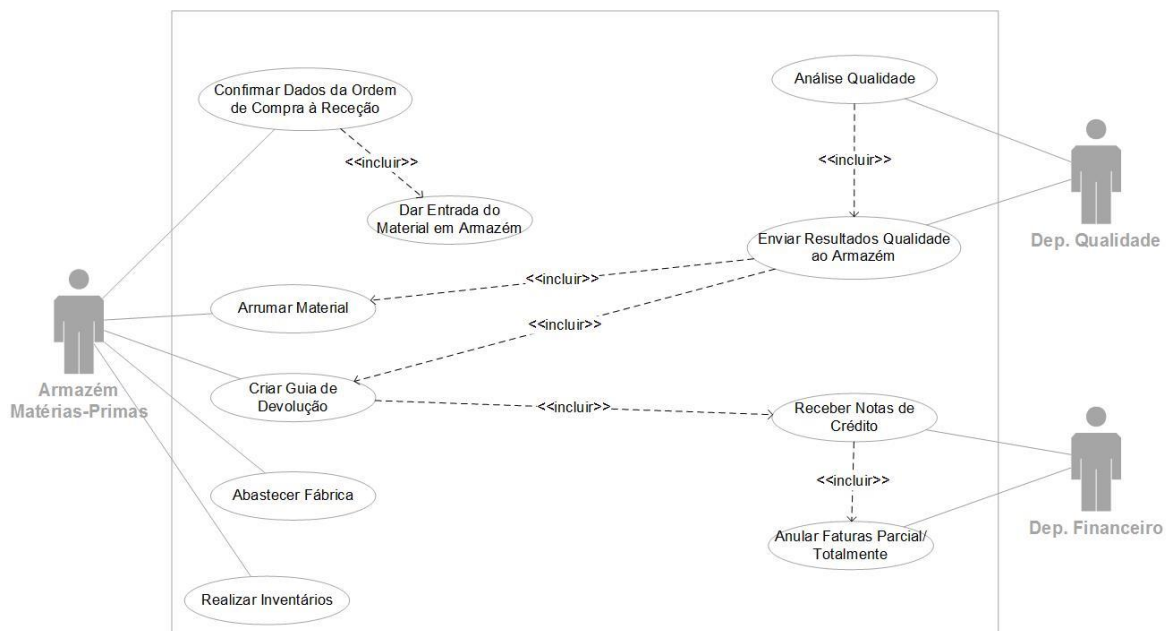 Confirmar Dados da Ordem
de Compra à Receção
<<incluir>>
Dar Entrada do
Material em Armazém
Análise Qualidade
<<incluir>>
Enviar Resultados Qualidade
ao Armazém
Dep. Qualidade
<<incluir>>
Arrumar Material
<<incluir>>
Armazém
Matérias-Primas
Criar Guia de
Devolução
<<incluir>>
Receber Notas de
Crédito
<<incluir>>
Abastecer Fábrica
Anular Faturas Parcial/
Totalmente
Dep. Financeiro
Realizar Inventários